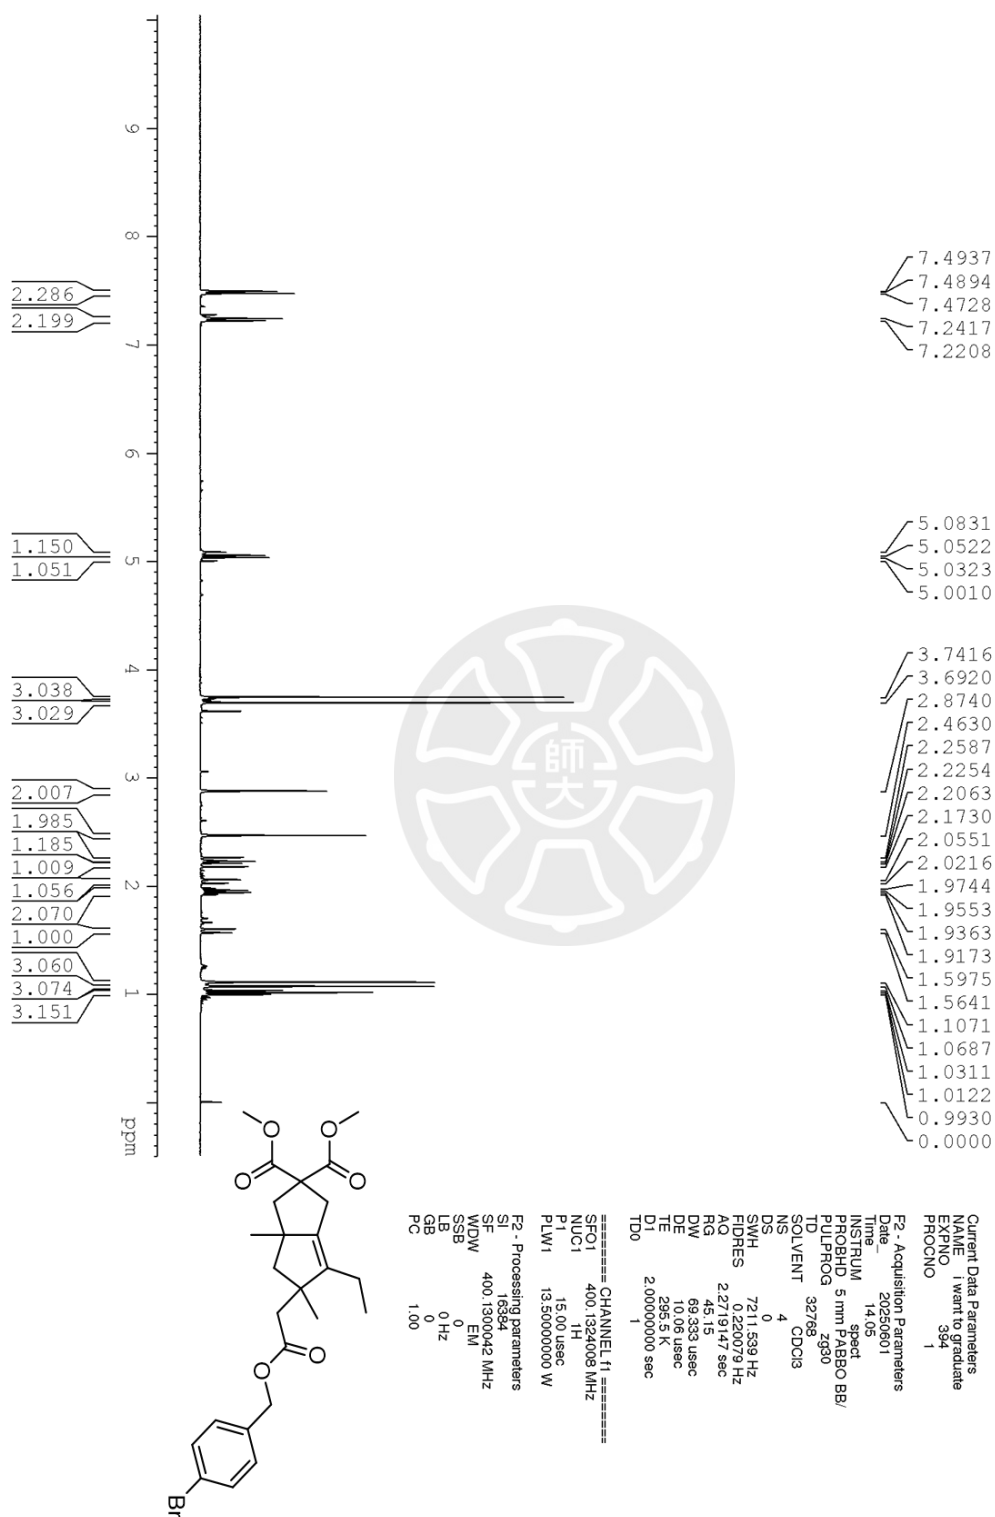 7.4937
7.4894
7.4728
7.2417
7.2208
5.0831
5.0522
5.0323
5.0010
3.7416
3.6920
2.8740
2.4630
2.2587
2.2254
2.2063
2.1730
2.0551
2.0216
1.9744
1.9553
1.9363
1.9173
1.5975
1.5641
1.1071
1.0687
1.0311
1.0122
0.9930
0.0000
Current Data Parameters
NAME i want to graduate
EXPNO 394
PROCNO 1
F2 - Acquisition Parameters
Date_ 20250601
Time 14.05
INSTRUM spect
PROBHD 5 mm PABBO BB/
PULPROG zg30
TD 32768
SOLVENT CDCl3
NS 4
DS 0
SWH 7211.539 Hz
FIDRES 0.220079 Hz
AQ 2.2719147 sec
RG 45.15
DW 69.333 usec
DE 10.06 usec
TE 295.5 K
D1 2.00000000 sec
TD0 1
======== CHANNEL f1 ========
SFO1 400.1324008 MHz
NUC1 1H
P1 15.00 usec
PLW1 13.50000000 W
F2 - Processing parameters
SI 16384
SF 400.1300042 MHz
WDW EM
SSB 0
LB 0 Hz
GB 0
PC 1.00
師大
O
O
O
O
O
O
Br
9 8 7 6 5 4 3 2 1 ppm
2.286
2.199
1.150
1.051
3.038
3.029
2.007
1.985
1.185
1.009
1.056
2.070
1.000
3.060
3.074
3.151